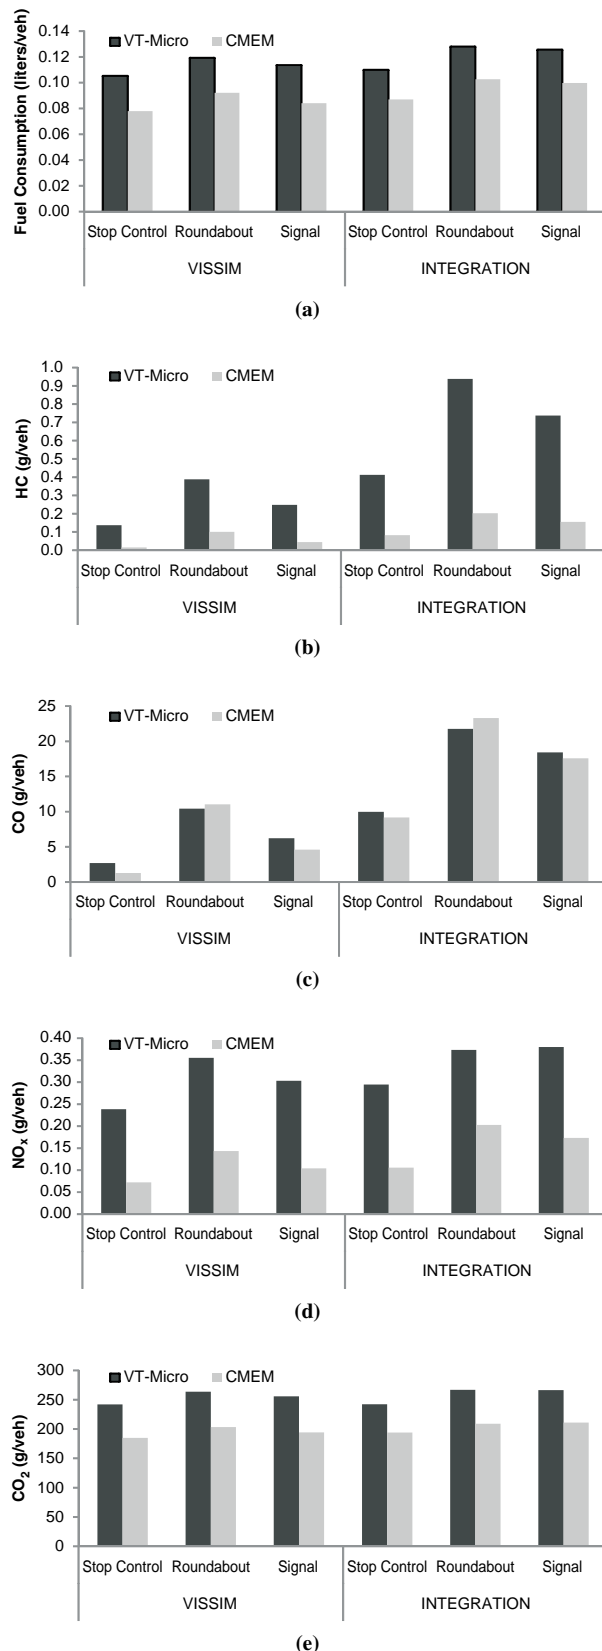 Fuel Consumption (liters/veh)
VT-Micro CMEM
0.14
0.12
0.10
0.08
0.06
0.04
0.02
0.00
Stop Control Roundabout Signal Stop Control Roundabout Signal
VISSIM INTEGRATION
(a)
HC (g/veh)
VT-Micro CMEM
1.0
0.9
0.8
0.7
0.6
0.5
0.4
0.3
0.2
0.1
0.0
Stop Control Roundabout Signal Stop Control Roundabout Signal
VISSIM INTEGRATION
(b)
CO (g/veh)
VT-Micro CMEM
25
20
15
10
5
0
Stop Control Roundabout Signal Stop Control Roundabout Signal
VISSIM INTEGRATION
(c)
NOx (g/veh)
VT-Micro CMEM
0.40
0.35
0.30
0.25
0.20
0.15
0.10
0.05
0.00
Stop Control Roundabout Signal Stop Control Roundabout Signal
VISSIM INTEGRATION
(d)
CO2 (g/veh)
VT-Micro CMEM
300
250
200
150
100
50
0
Stop Control Roundabout Signal Stop Control Roundabout Signal
VISSIM INTEGRATION
(e)